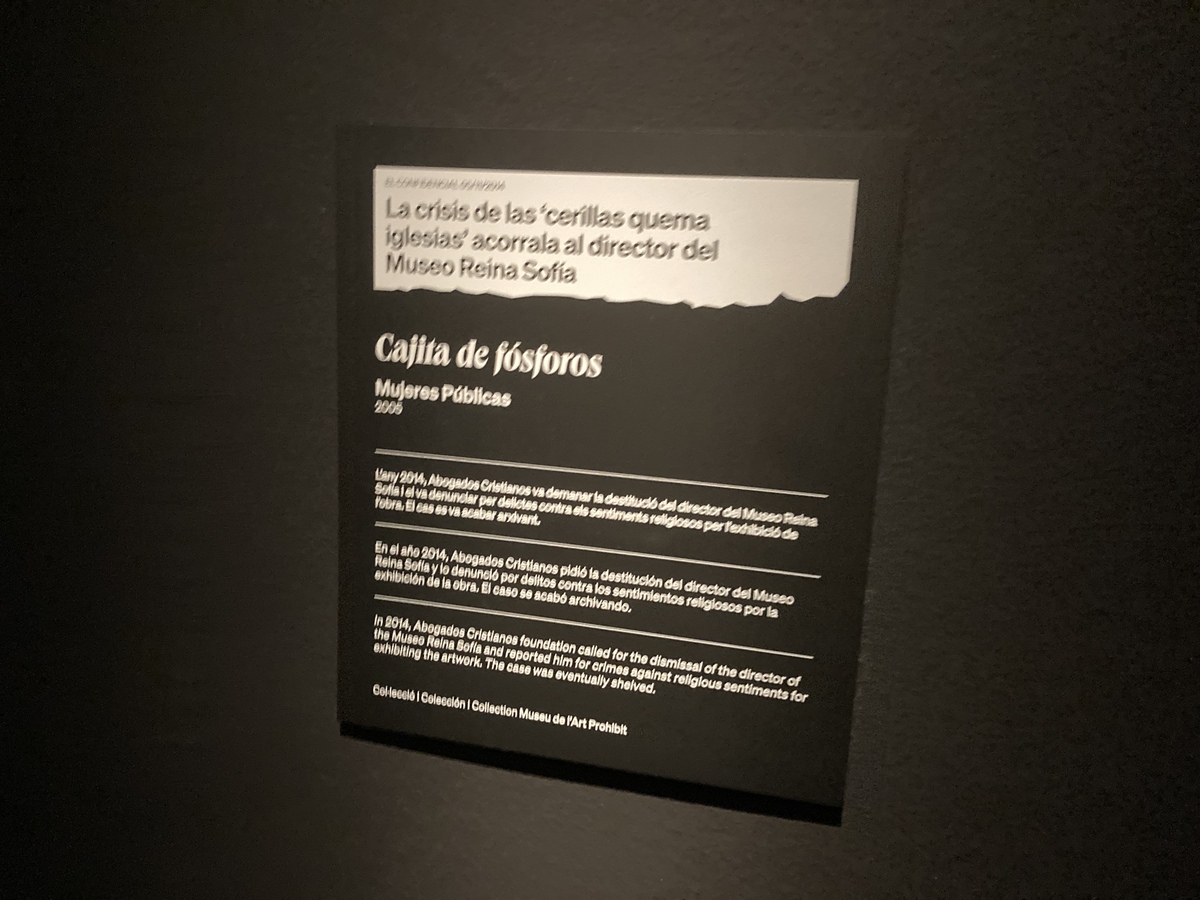 EL CONFIDENCIAL
La crisis de las ‘cerillas quema
iglesias’ acorrala al director del
Museo Reina Sofía
Cajita de fósforos
Mujeres Públicas
2005
L'any 2014, Abogados Cristianos va demanar la destitució del director del Museo Reina
Sofía i el va denunciar per delictes contra els sentiments religiosos per l'exhibició de
l'obra. El cas es va acabar arxivant.
En el año 2014, Abogados Cristianos pidió la destitución del director del Museo
Reina Sofía y lo denunció por delitos contra los sentimientos religiosos por la
exhibición de la obra. El caso se acabó archivando.
In 2014, Abogados Cristianos foundation called for the dismissal of the director of
the Museo Reina Sofía and reported him for crimes against religious sentiments for
exhibiting the artwork. The case was eventually shelved.
Col·lecció | Colección | Collection Museu de l'Art Prohibit